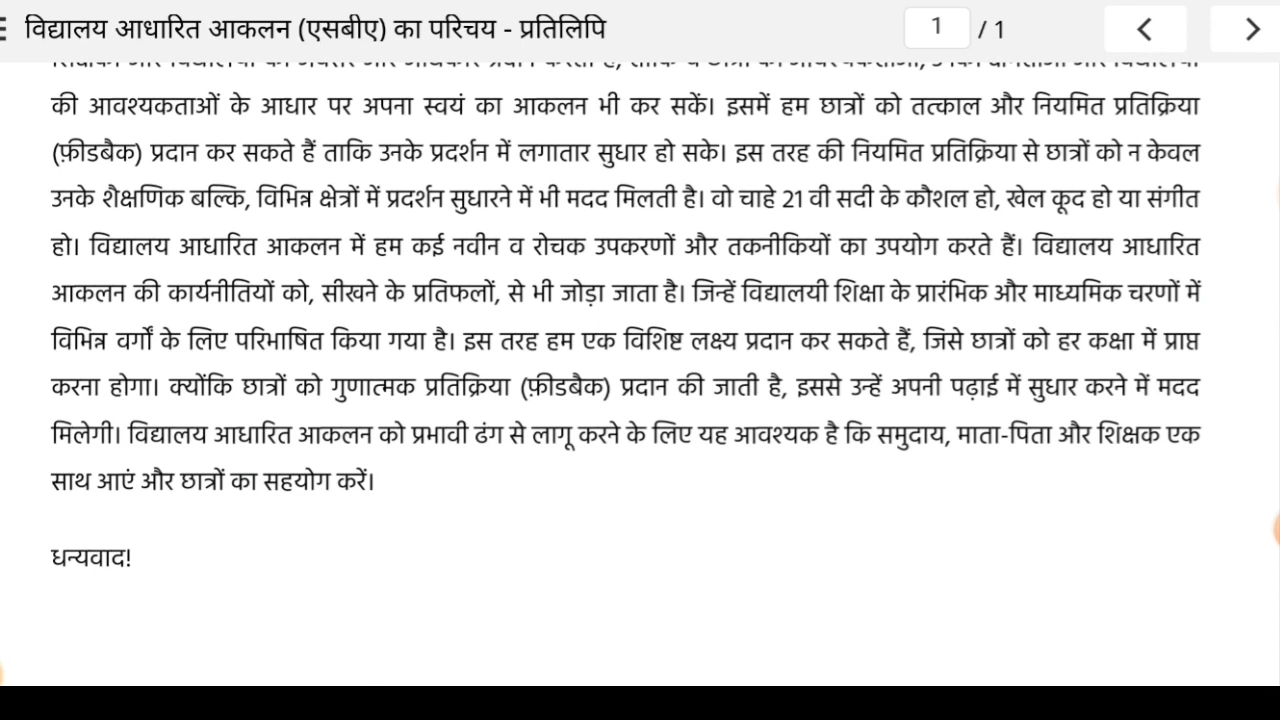 विद्यालय आधारित आकलन (एसबीए) का परिचय - प्रतिलिपि
1 / 1
की आवश्यकताओं के आधार पर अपना स्वयं का आकलन भी कर सकें। इसमें हम छात्रों को तत्काल और नियमित प्रतिक्रिया
(फ़ीडबैक) प्रदान कर सकते हैं ताकि उनके प्रदर्शन में लगातार सुधार हो सके। इस तरह की नियमित प्रतिक्रिया से छात्रों को न केवल
उनके शैक्षणिक बल्कि, विभिन्न क्षेत्रों में प्रदर्शन सुधारने में भी मदद मिलती है। वो चाहे 21 वी सदी के कौशल हो, खेल कूद हो या संगीत
हो। विद्यालय आधारित आकलन में हम कई नवीन व रोचक उपकरणों और तकनीकियों का उपयोग करते हैं। विद्यालय आधारित
आकलन की कार्यनीतियों को, सीखने के प्रतिफलों, से भी जोड़ा जाता है। जिन्हें विद्यालयी शिक्षा के प्रारंभिक और माध्यमिक चरणों में
विभिन्न वर्गों के लिए परिभाषित किया गया है। इस तरह हम एक विशिष्ट लक्ष्य प्रदान कर सकते हैं, जिसे छात्रों को हर कक्षा में प्राप्त
करना होगा। क्योंकि छात्रों को गुणात्मक प्रतिक्रिया (फ़ीडबैक) प्रदान की जाती है, इससे उन्हें अपनी पढ़ाई में सुधार करने में मदद
मिलेगी। विद्यालय आधारित आकलन को प्रभावी ढंग से लागू करने के लिए यह आवश्यक है कि समुदाय, माता-पिता और शिक्षक एक
साथ आएं और छात्रों का सहयोग करें।
धन्यवाद!